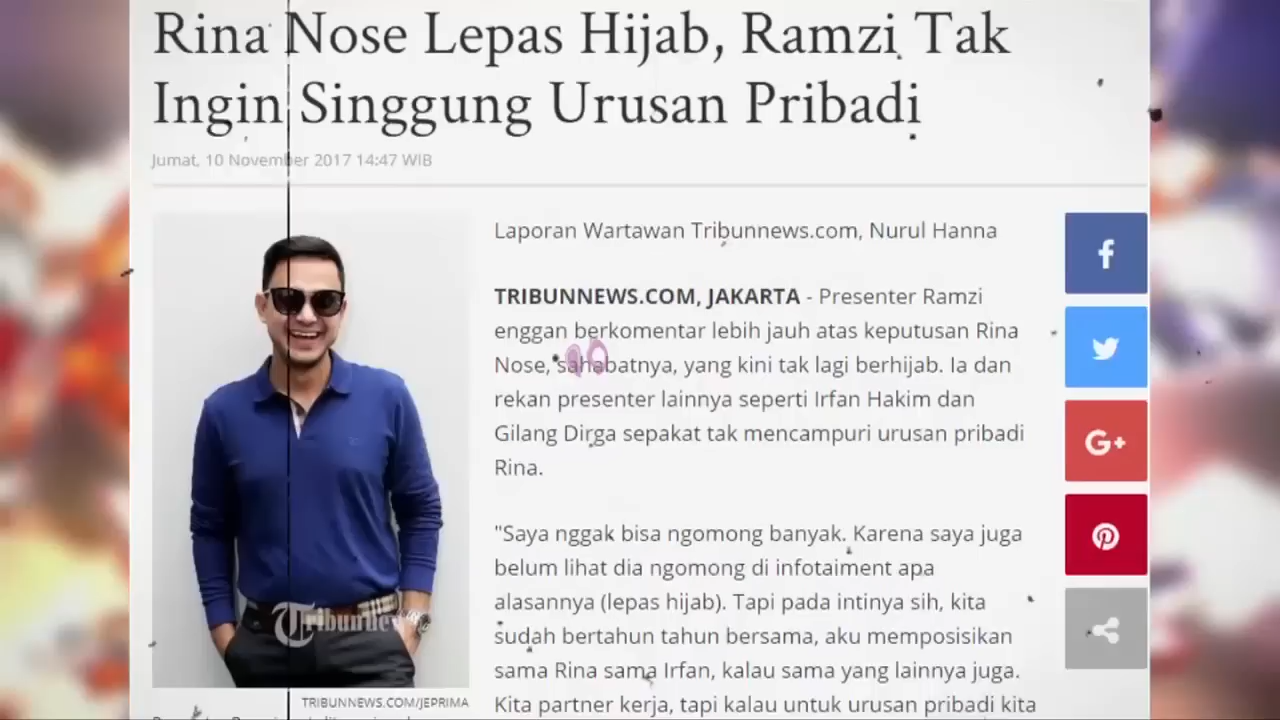 Rina Nose Lepas Hijab, Ramzi Tak
Ingin Singgung Urusan Pribadi
Jumat, 10 November 2017 14:47 WIB
Laporan Wartawan Tribunnews.com, Nurul Hanna
TRIBUNNEWS.COM, JAKARTA - Presenter Ramzi
enggan berkomentar lebih jauh atas keputusan Rina
Nose, sahabatnya, yang kini tak lagi berhijab. Ia dan
rekan presenter lainnya seperti Irfan Hakim dan
Gilang Dirga sepakat tak mencampuri urusan pribadi
Rina.
"Saya nggak bisa ngomong banyak. Karena saya juga
belum lihat dia ngomong di infotaiment apa
alasannya (lepas hijab). Tapi pada intinya sih, kita
sudah bertahun tahun bersama, aku memposisikan
sama Rina sama Irfan, kalau sama yang lainnya juga.
Kita partner kerja, tapi kalau untuk urusan pribadi kita
Tribunnews
TRIBUNNEWS.COM/JEPRIMA
f
G+